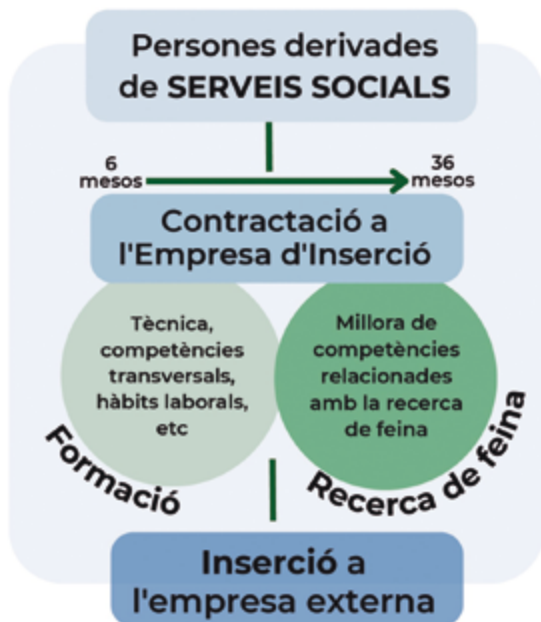 Persones derivades
de SERVEIS SOCIALS
6
mesos
36
mesos
Contractació a
l'Empresa d'Inserció
Tècnica,
competències
transversals,
hàbits laborals,
etc
Millora de
competències
relacionades
amb la recerca
de feina
Formació
Recerca de feina
Inserció a
l'empresa externa